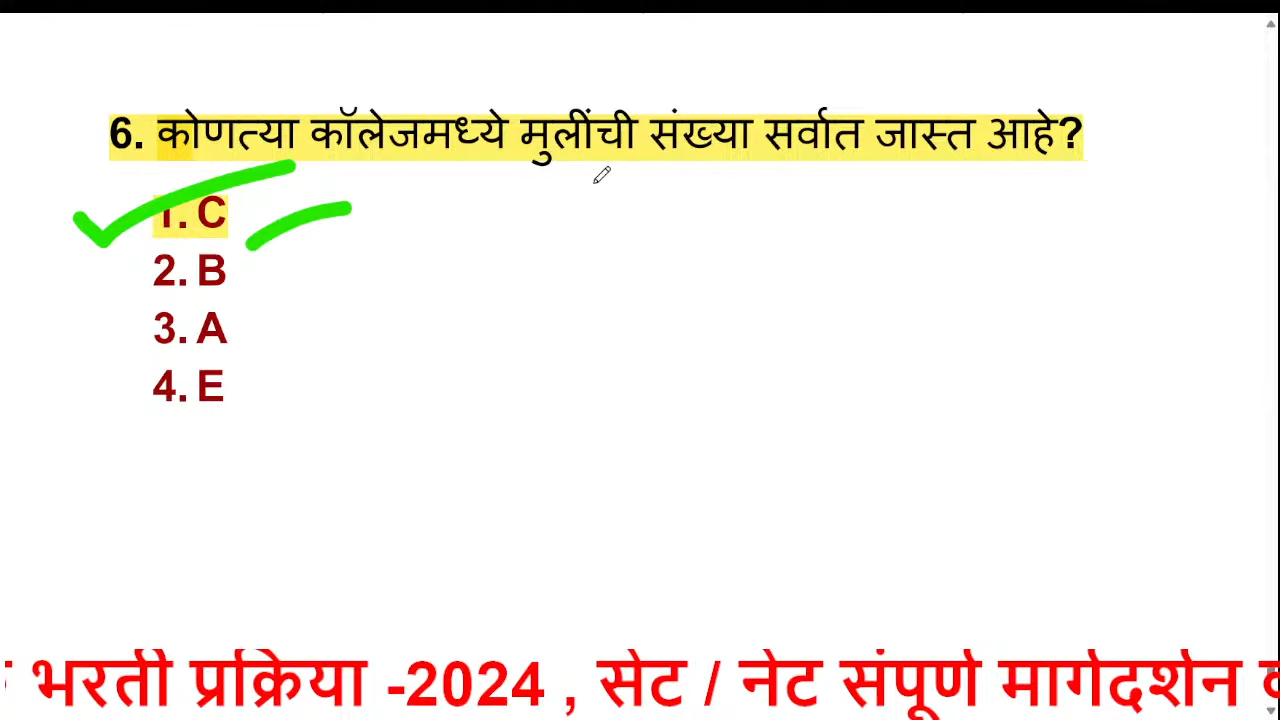 6. कोणत्या कॉलेजमध्ये मुलींची संख्या सर्वात जास्त आहे?
1. C
2. B
3. A
4. E
भरती प्रक्रिया -2024 , सेट / नेट संपूर्ण मार्गदर्शन